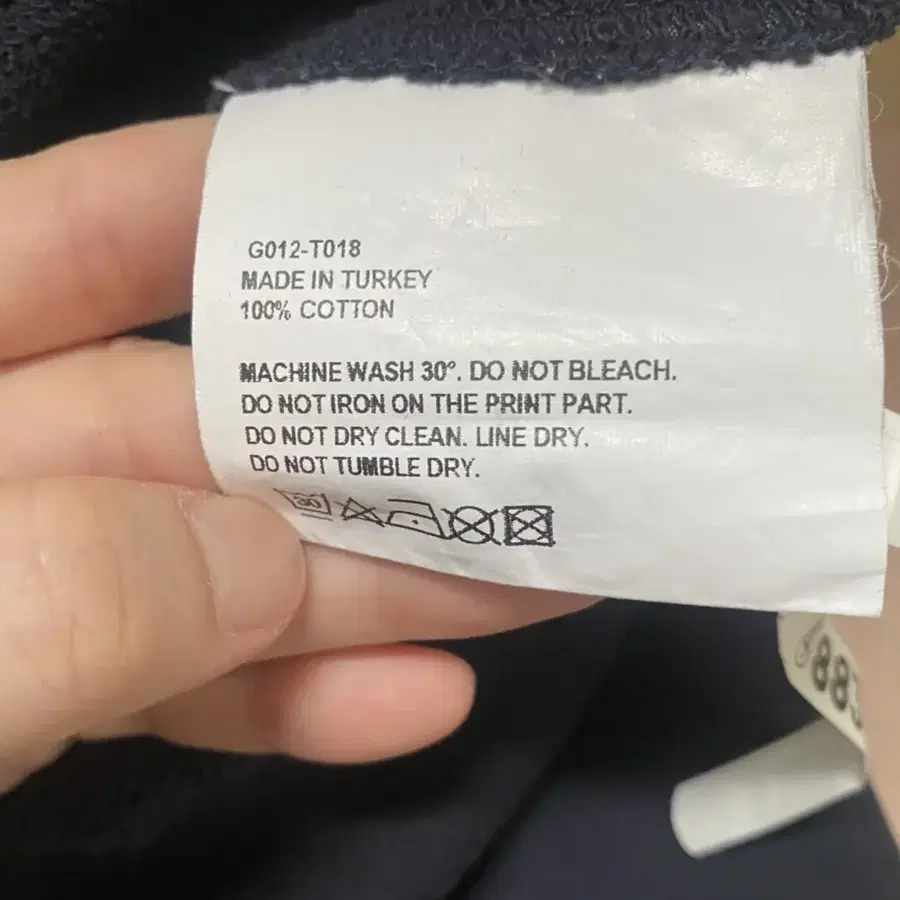 G012-T018
MADE IN TURKEY
100% COTTON
MACHINE WASH 30°. DO NOT BLEACH.
DO NOT IRON ON THE PRINT PART.
DO NOT DRY CLEAN. LINE DRY.
DO NOT TUMBLE DRY.
30